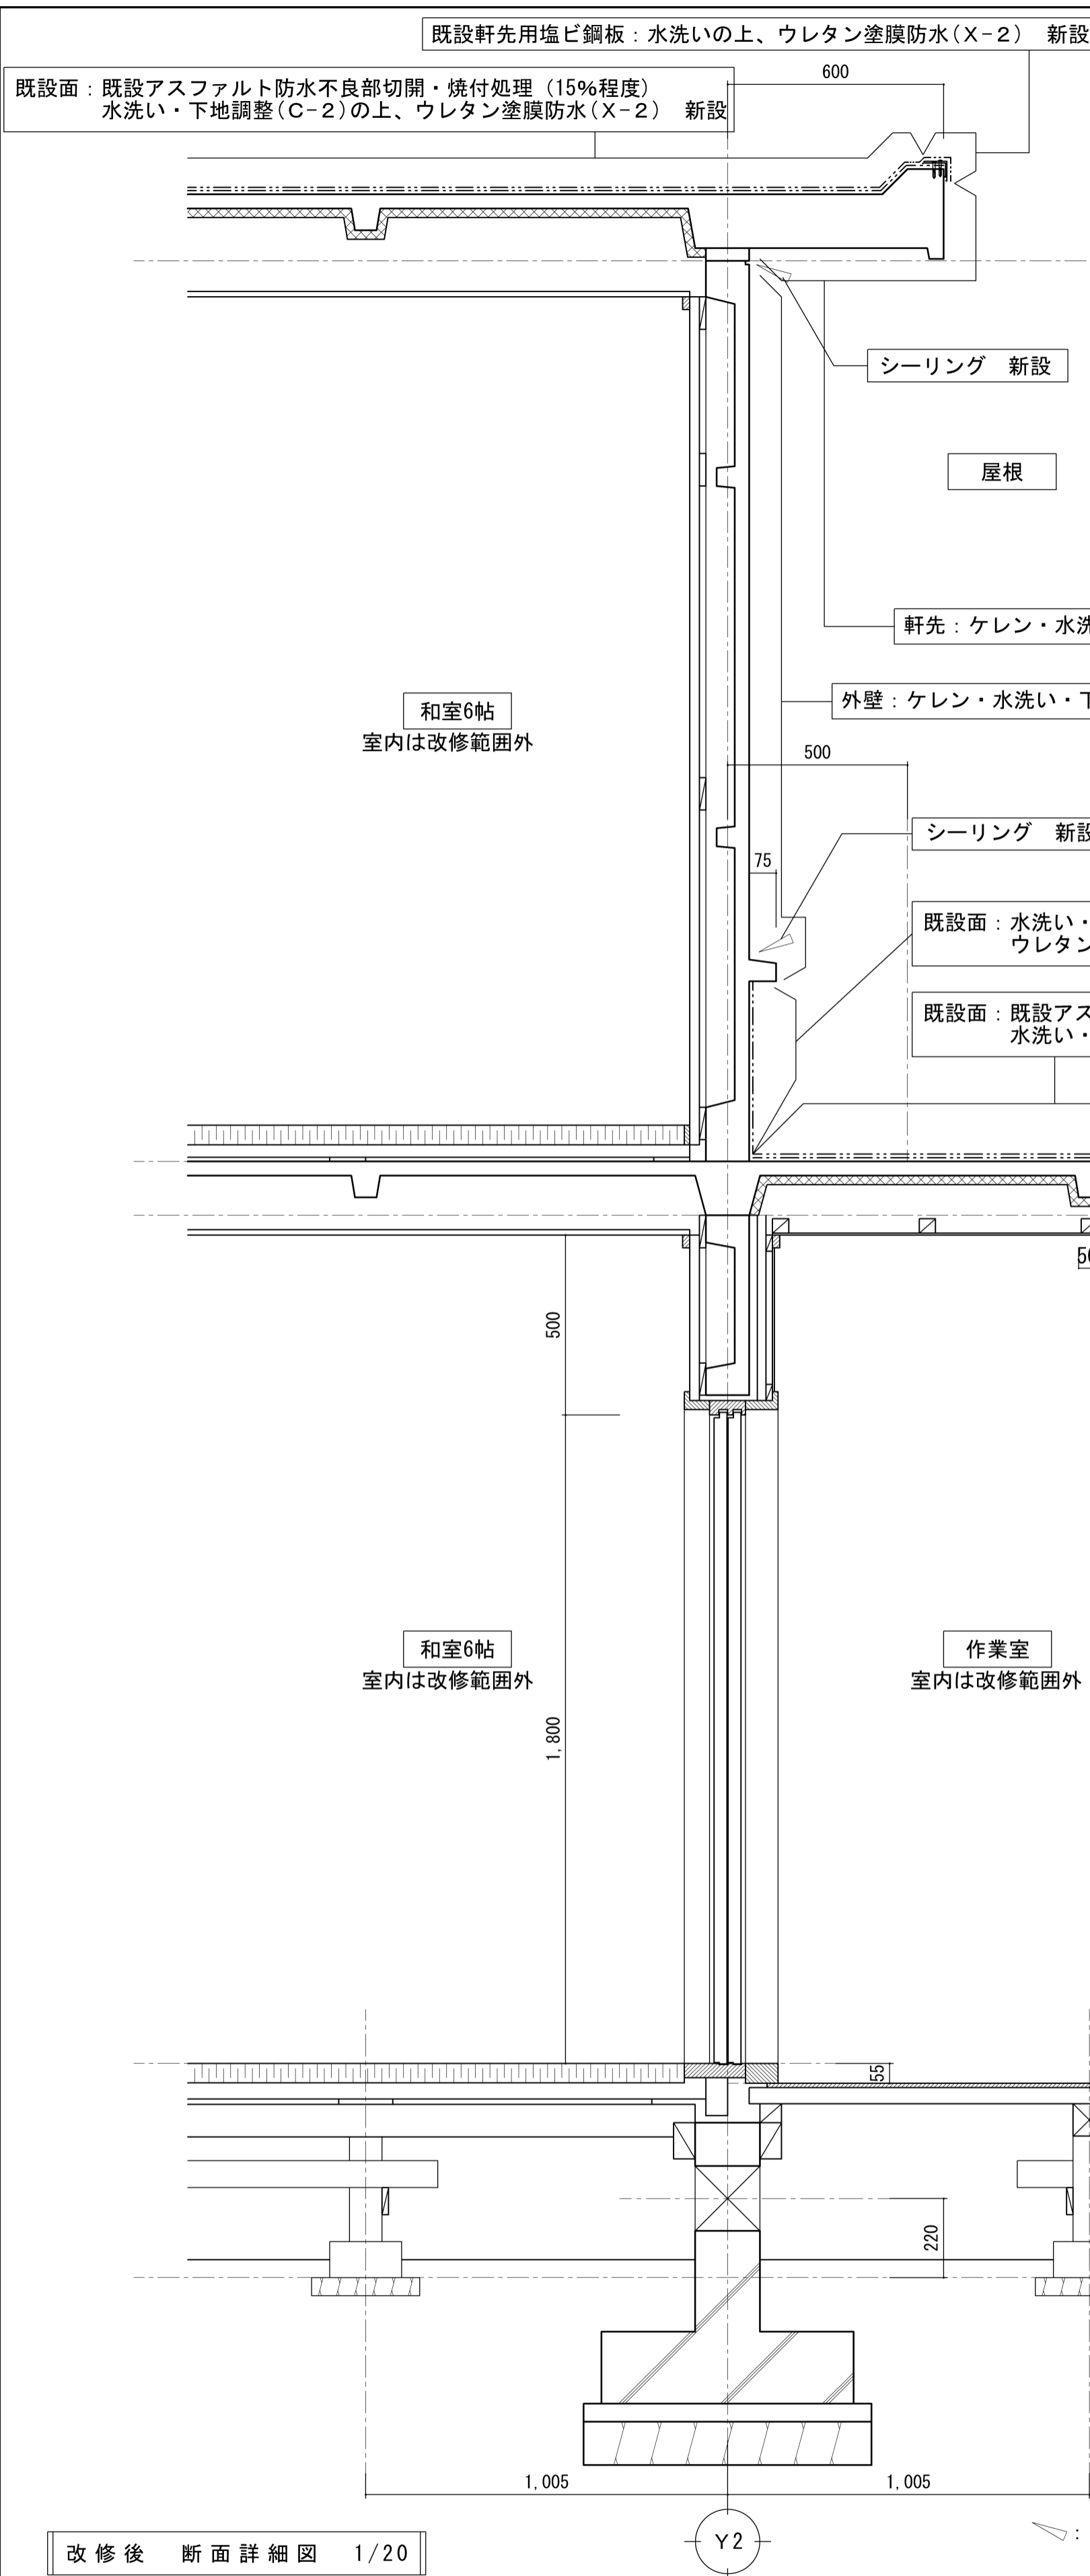 既設軒先用塩ビ鋼板：水洗いの上、ウレタン塗膜防水(X-2)　新設
600
既設面：既設アスファルト防水不良部切開・焼付処理（15%程度）
水洗い・下地調整(C-2)の上、ウレタン塗膜防水(X-2)　新設
シーリング　新設
屋根
軒先：ケレン・水洗
外壁：ケレン・水洗い・下
和室6帖
室内は改修範囲外
500
シーリング　新設
75
既設面：水洗い・
ウレタン
既設面：既設アス
水洗い・
500
和室6帖
室内は改修範囲外
作業室
室内は改修範囲外
1,800
55
220
1,005
1,005
Y2
改修後　断面詳細図　1/20
：